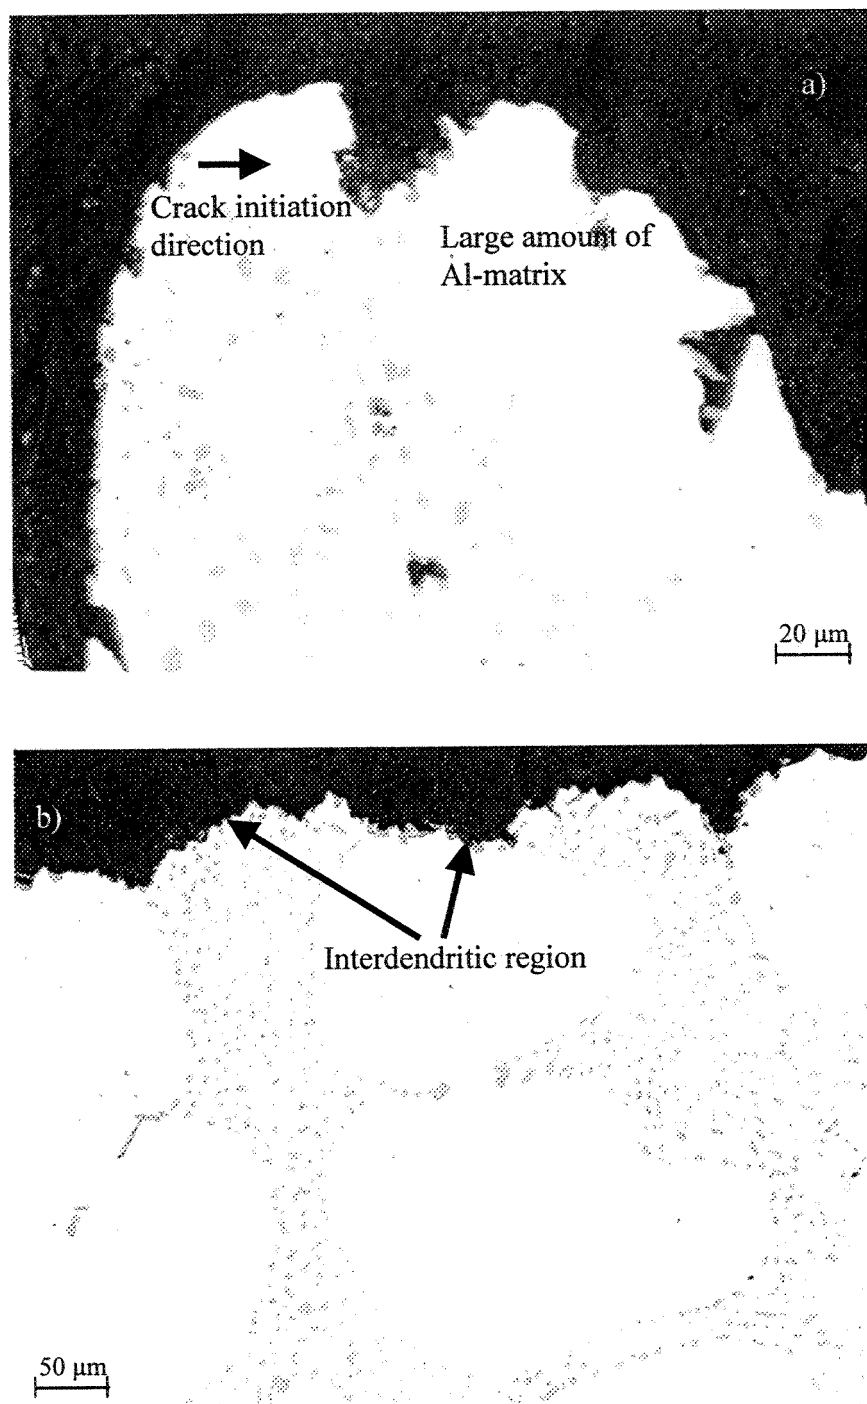 a)
Crack initiation
direction
Large amount of
Al-matrix
20 μm
b)
Interdendritic region
50 μm